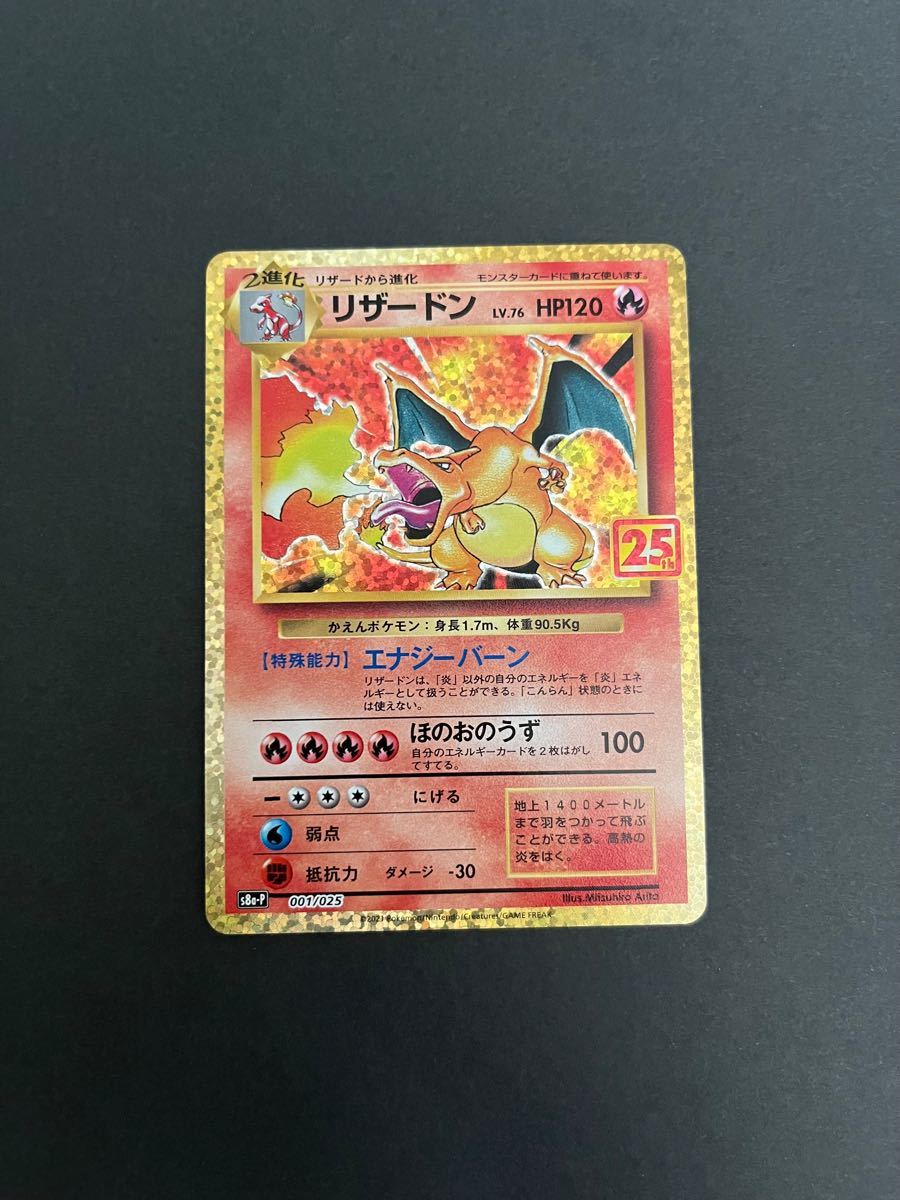 2進化 リザードから進化 モンスターカードに重ねて使います。
リザードン LV.76 HP120
25th
かえんポケモン：身長1.7m、体重90.5Kg
【特殊能力】エナジーバーン
リザードンは、「炎」以外の自分のエネルギーを「炎」エネ
ルギーとして扱うことができる。「こんらん」状態のときに
は使えない。
ほのおのうず 100
自分のエネルギーカードを２枚はがし
てすてる。
ー にげる
弱点
抵抗力 ダメージ -30
地上１４００メートル
まで羽をつかって飛ぶ
ことができる。高熱の
炎をはく。
Illus.Mitsuhiro Arita
s8a-P 001/025
©2021 Pokémon/Nintendo/Creatures/GAME FREAK